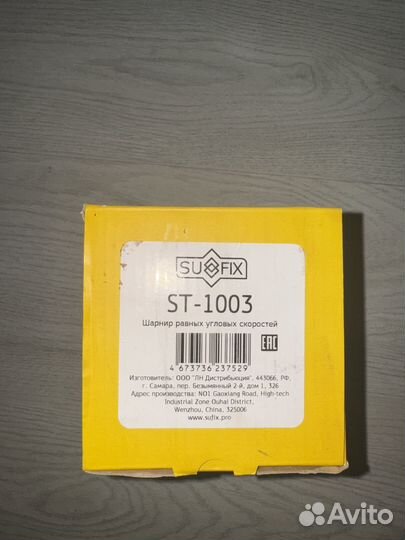 SUFIX
ST-1003
Шарнир равных угловых скоростей
EAC
4 673736 237529
Изготовитель: ООО "ЛН Дистрибьюция", 443066, РФ,
г. Самара, пер. Безымянный 2-й, дом 1, 326
Адрес производства: NO1 Gaoxiang Road, High-tech
Industrial Zone Ouhai District,
Wenzhou, China, 325006
www.sufix.pro
Avito